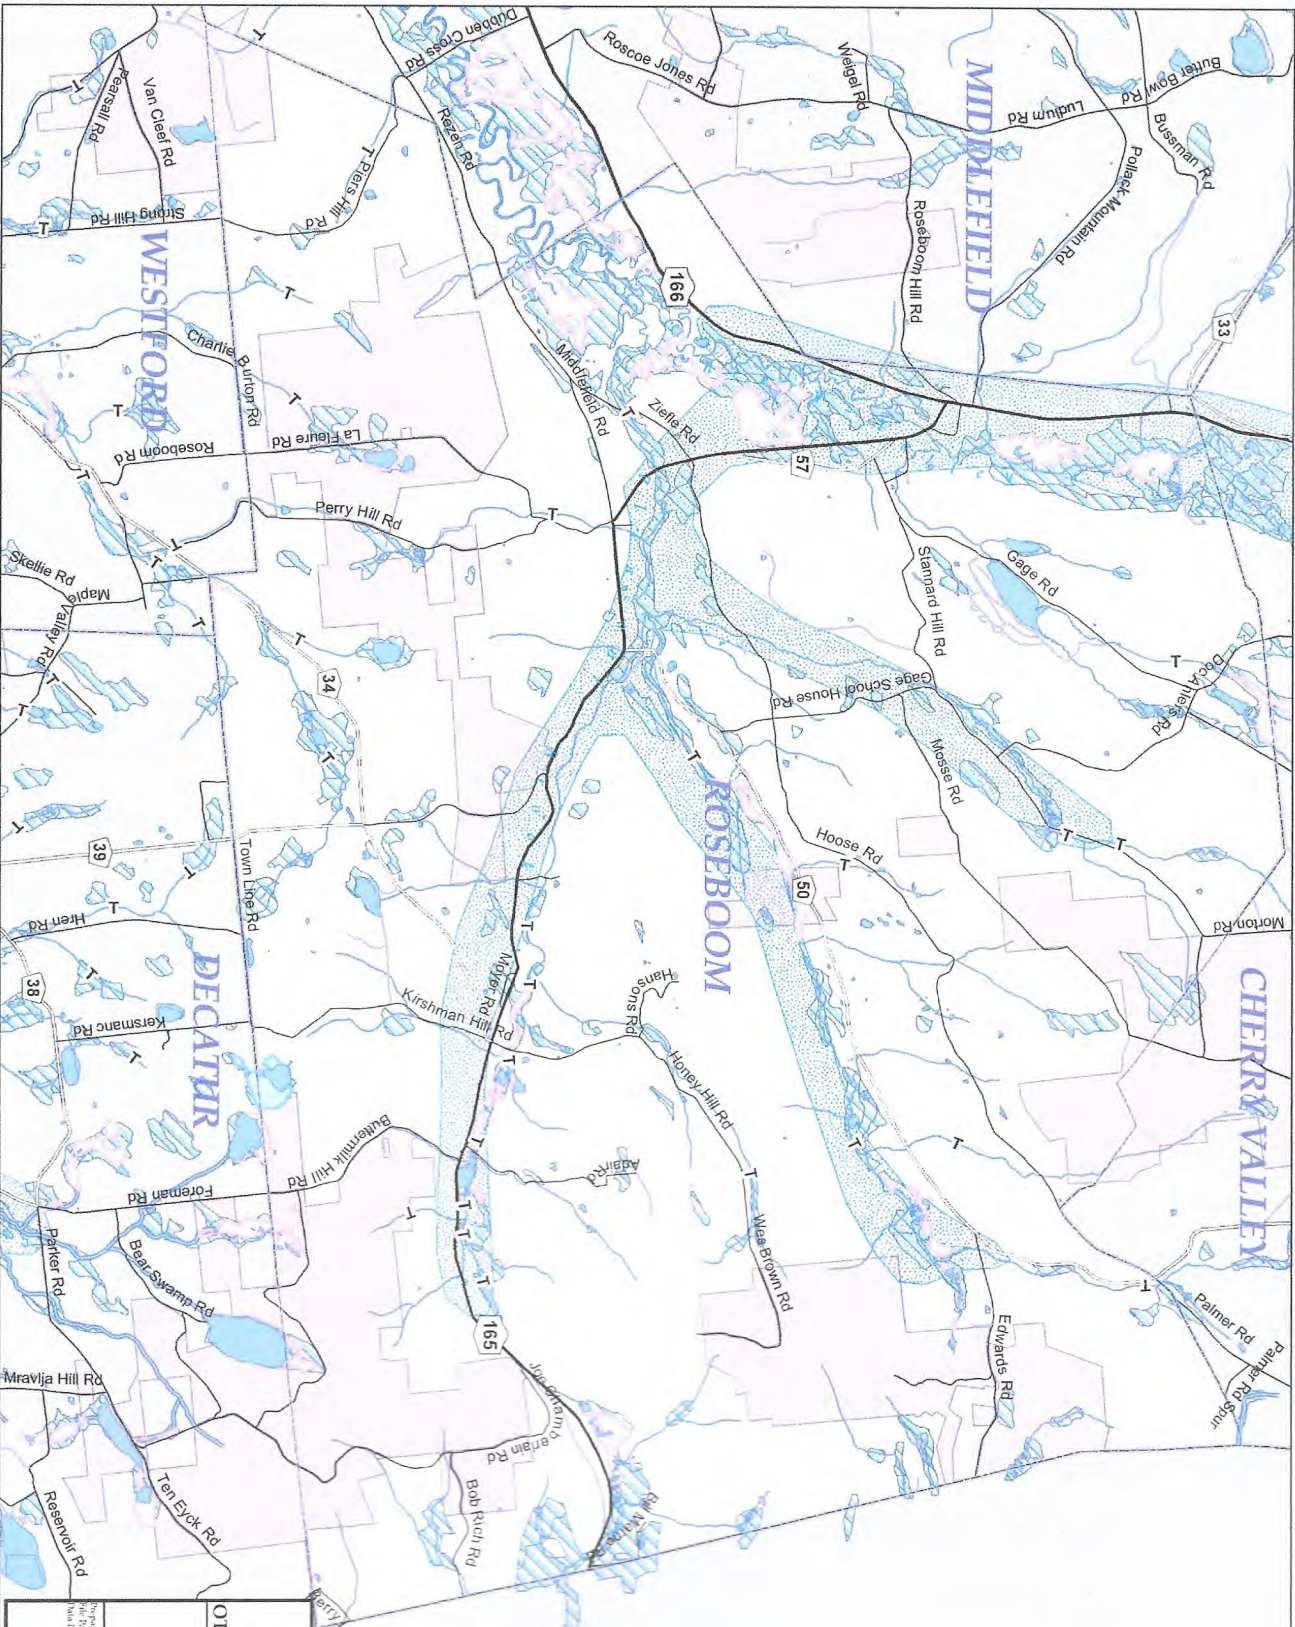 Dubben Cross Rd
Roscoe Jones Rd
Weigel Rd
MIDDLEFIELD
Ludlum Rd
Butter Bowl Rd
Bussman Rd
Pollack Mountain Rd
Roseboom Hill Rd
33
166
Rezen Rd
Van Cleef Rd
Pearsall Rd
T
T
T Piers Hill Rd
Strong Hill Rd
T
WESTFORD
T
Charlie Burton Rd
T
T
Roseboom Rd
La Fleure Rd
Middlefield Rd
T
Ziefle Rd
57
T
T
T
Perry Hill Rd
T
Skellie Rd
Maple Valley Rd
T
T
T
T
34
T
Stannard Hill Rd
Gage Rd
T
Doc Ahlers Rd
Gage School House Rd
Mosse Rd
T
ROSEBOOM
Hoose Rd
T
T
T
50
T
39
T
Town Line Rd
T
Hren Rd
38
T
DECATUR
Kersmanc Rd
T
T
Moyer Rd
T
Kirshman Hill Rd
T
Hansons Rd
Honey Hill Rd
Morton Rd
CHERRY VALLEY
T
T
T
Adair Rd
T
Buttermilk Hill Rd
Foreman Rd
T
T
T
T
Wes Brown Rd
Parker Rd
Bear Swamp Rd
165
Edwards Rd
T
Palmer Rd
Palmer Rd Spur
Mravlja Hill Rd
Joe Chamberlain Rd
Bob Rich Rd
Ten Eyck Rd
Reservoir Rd
Berry
OT